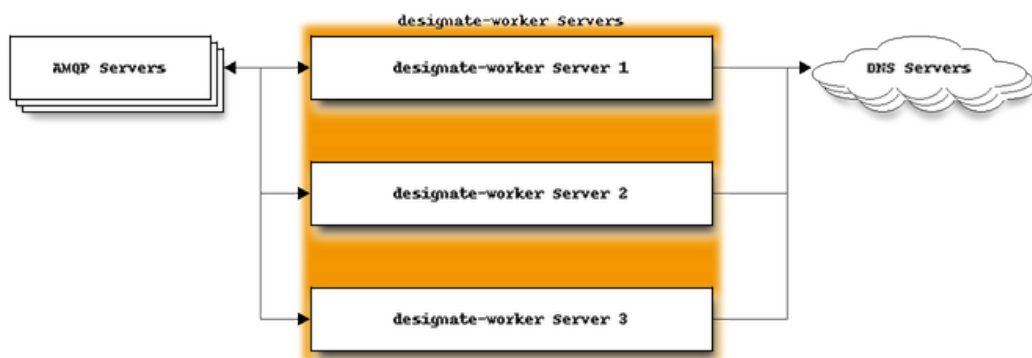 designate-worker Servers
AMQP Servers
designate-worker Server 1
DNS Servers
designate-worker Server 2
designate-worker Server 3